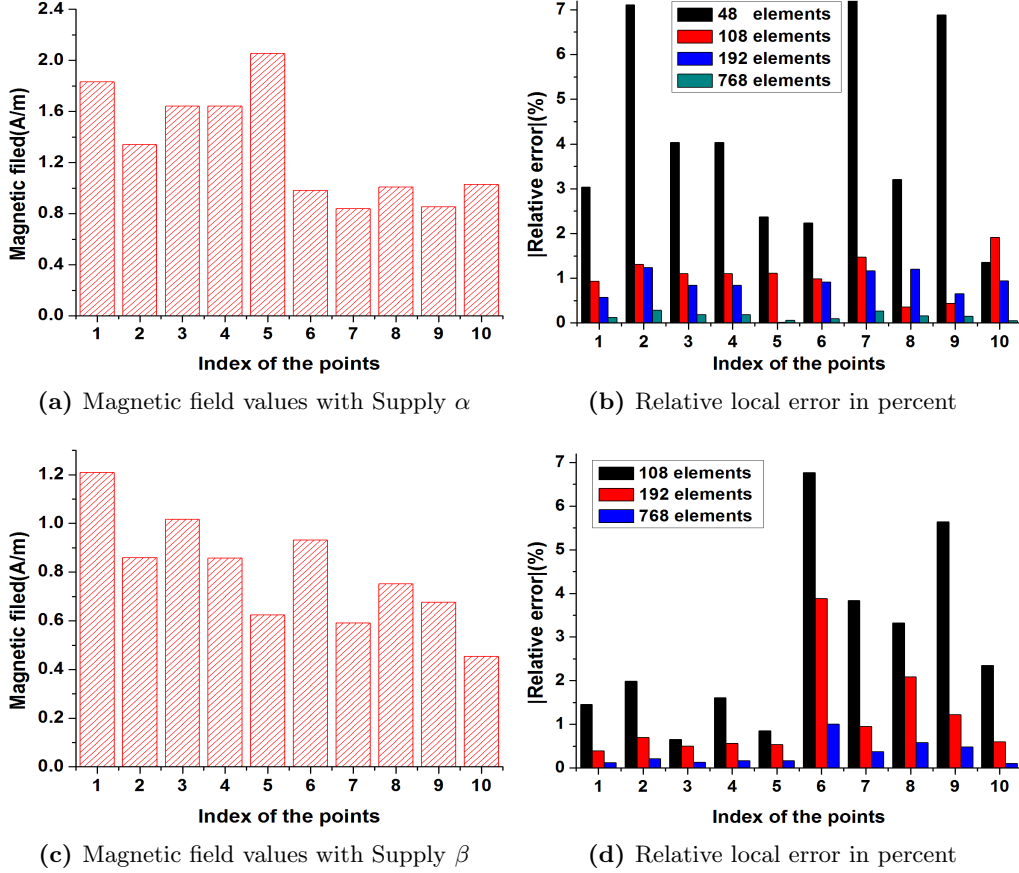 2.4
2.0
1.6
1.2
0.8
0.4
0.0
Magnetic filed(A/m)
1 2 3 4 5 6 7 8 9 10
Index of the points
(a) Magnetic field values with Supply α
7
6
5
4
3
2
1
0
|Relative error|(%)
48 elements
108 elements
192 elements
768 elements
1 2 3 4 5 6 7 8 9 10
Index of the points
(b) Relative local error in percent
1.2
1.0
0.8
0.6
0.4
0.2
0.0
Magnetic filed(A/m)
1 2 3 4 5 6 7 8 9 10
Index of the points
(c) Magnetic field values with Supply β
7
6
5
4
3
2
1
0
|Relative error|(%)
108 elements
192 elements
768 elements
1 2 3 4 5 6 7 8 9 10
Index of the points
(d) Relative local error in percent